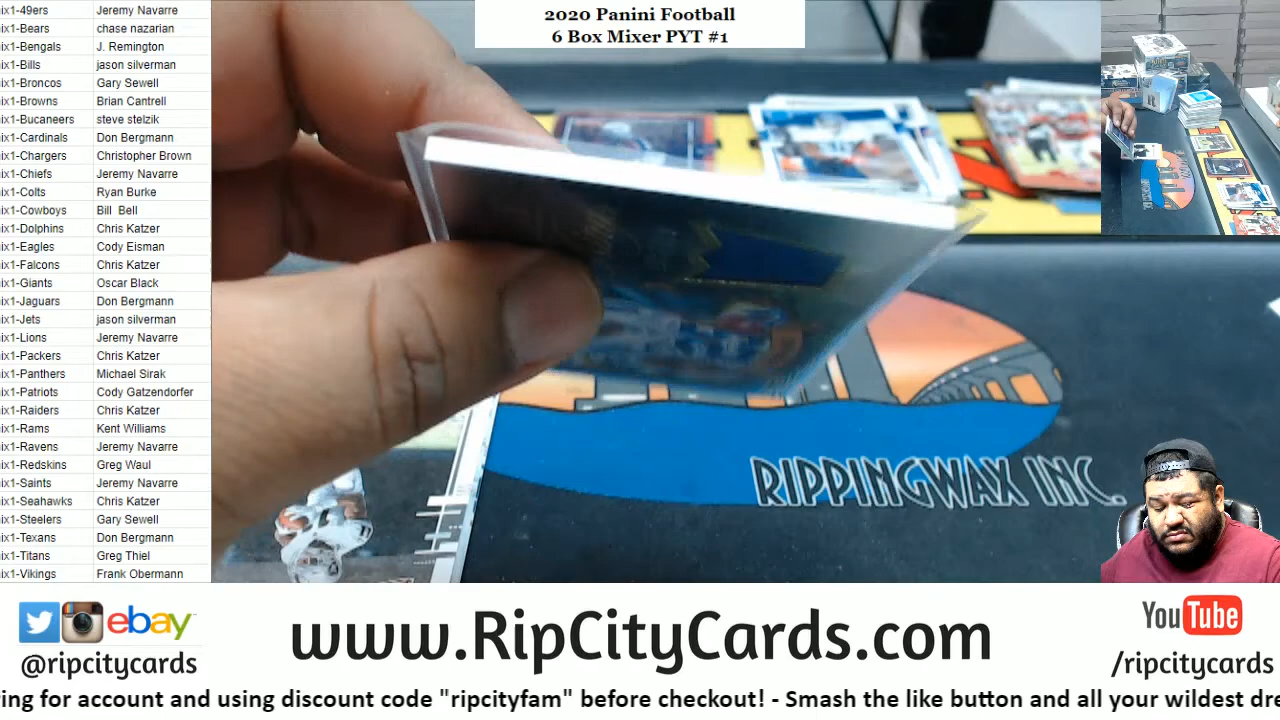 2020 Panini Football
6 Box Mixer PYT #1
ix1-49ers Jeremy Navarre
ix1-Bears chase nazarian
ix1-Bengals J. Remington
ix1-Bills jason silverman
ix1-Broncos Gary Sewell
ix1-Browns Brian Cantrell
ix1-Bucaneers steve stelzik
ix1-Cardinals Don Bergmann
ix1-Chargers Christopher Brown
ix1-Chiefs Jeremy Navarre
ix1-Colts Ryan Burke
ix1-Cowboys Bill Bell
ix1-Dolphins Chris Katzer
ix1-Eagles Cody Eisman
ix1-Falcons Chris Katzer
ix1-Giants Oscar Black
ix1-Jaguars Don Bergmann
ix1-Jets jason silverman
ix1-Lions Jeremy Navarre
ix1-Packers Chris Katzer
ix1-Panthers Michael Sirak
ix1-Patriots Cody Gatzendorfer
ix1-Raiders Chris Katzer
ix1-Rams Kent Williams
ix1-Ravens Jeremy Navarre
ix1-Redskins Greg Waul
ix1-Saints Jeremy Navarre
ix1-Seahawks Chris Katzer
ix1-Steelers Gary Sewell
ix1-Texans Don Bergmann
ix1-Titans Greg Thiel
ix1-Vikings Frank Obermann
RIPPINGWAX INC.
ebay
@ripcitycards
www.RipCityCards.com
YouTube
/ripcitycards
ring for account and using discount code "ripcityfam" before checkout! - Smash the like button and all your wildest dre